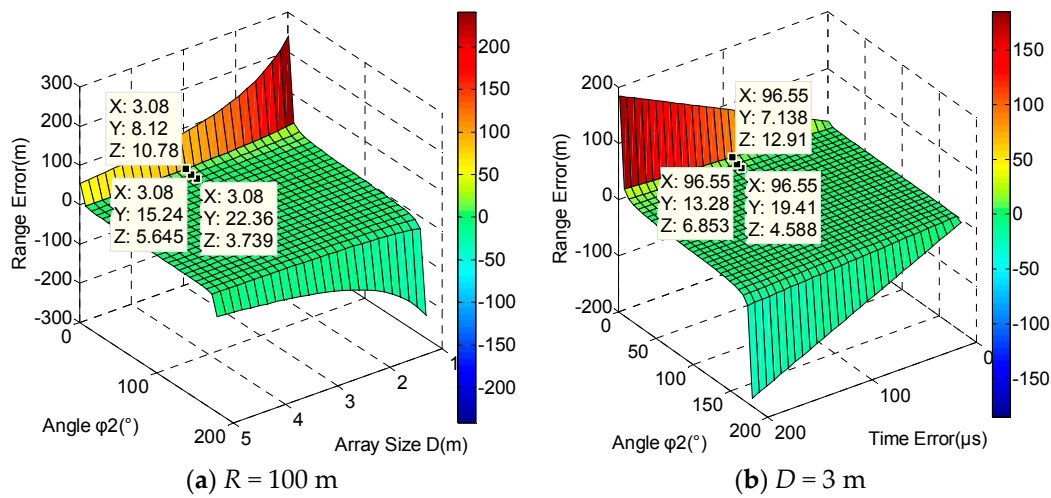 300
200
100
0
-100
-200
-300
Range Error(m)
X: 3.08
Y: 8.12
Z: 10.78
X: 3.08
Y: 15.24
Z: 5.645
X: 3.08
Y: 22.36
Z: 3.739
0
100
200
Angle φ2(°)
5
4
3
2
1
Array Size D(m)
200
150
100
50
0
-50
-100
-150
-200
(a) R = 100 m
200
100
0
-100
-200
Range Error(m)
X: 96.55
Y: 7.138
Z: 12.91
X: 96.55
Y: 13.28
Z: 6.853
X: 96.55
Y: 19.41
Z: 4.588
0
50
100
150
200
Angle φ2(°)
200
100
0
Time Error(μs)
150
100
50
0
-50
-100
-150
(b) D = 3 m